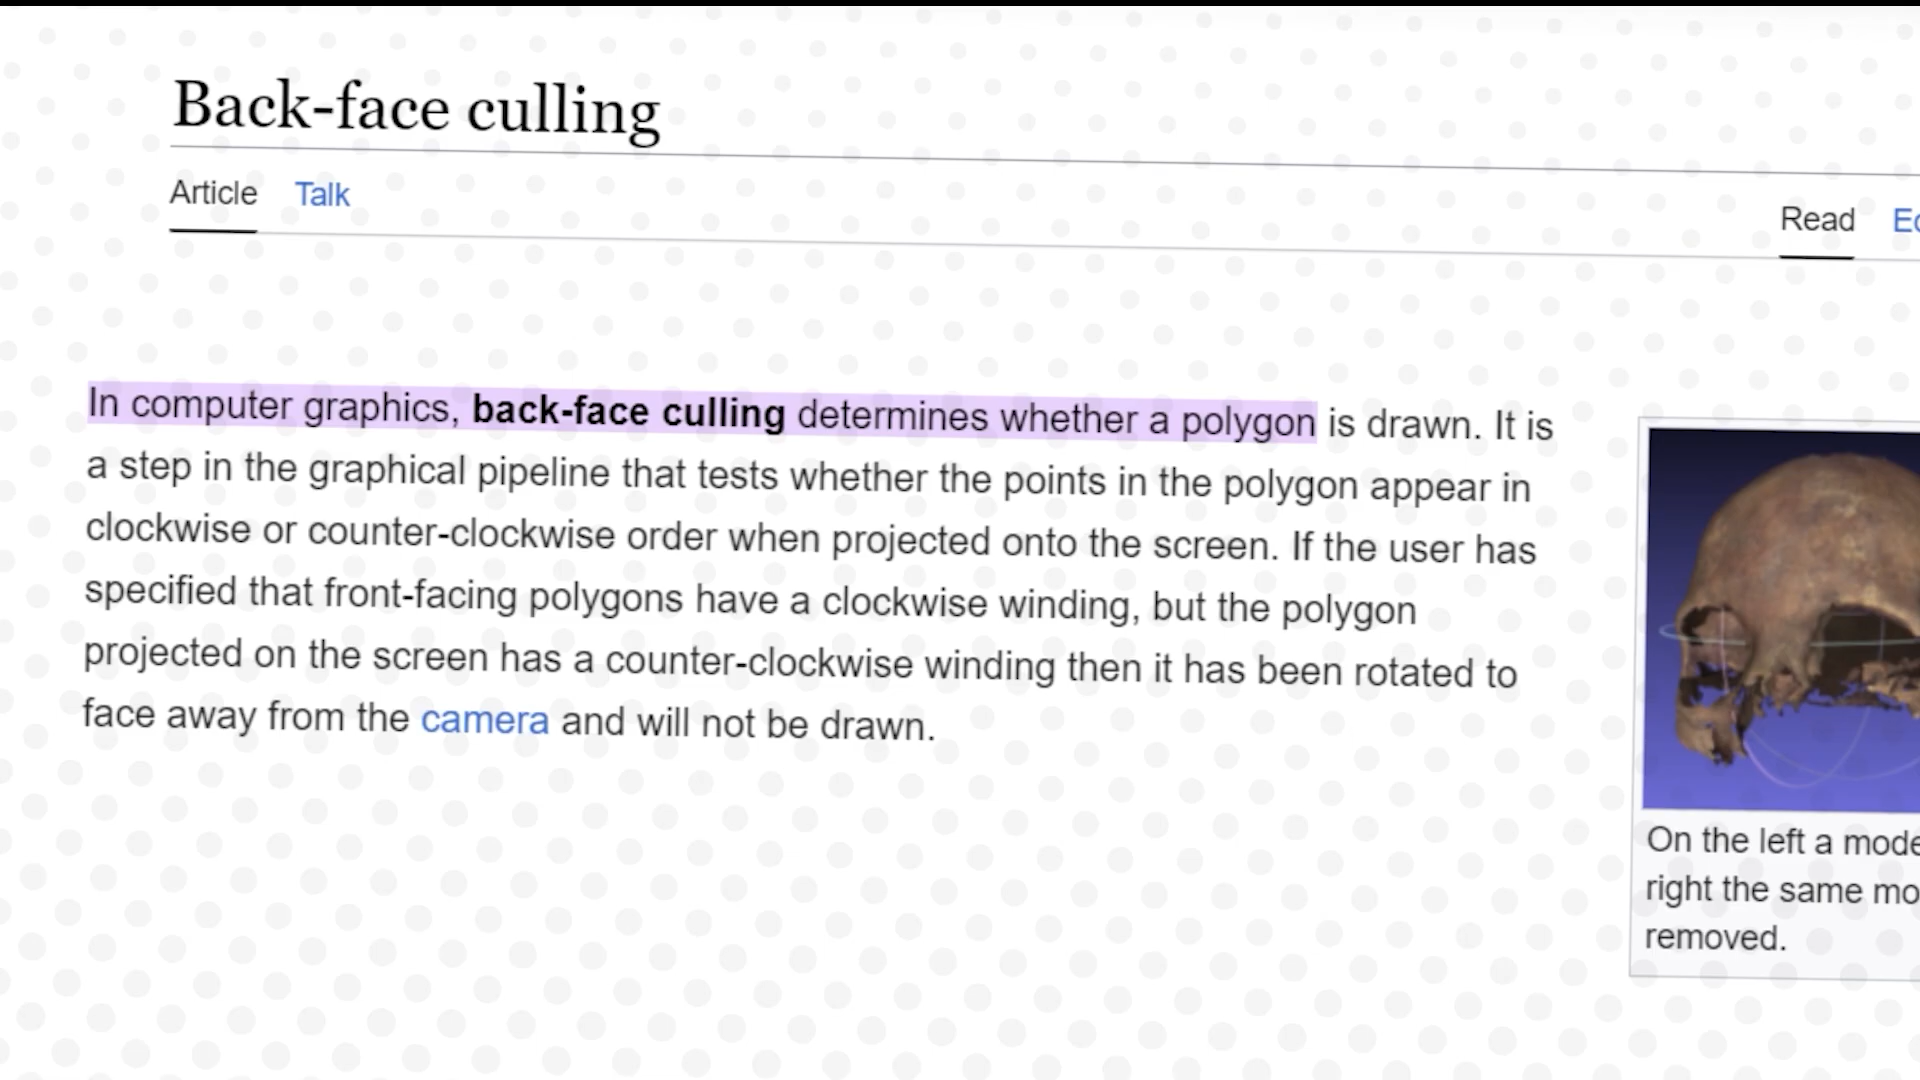 Back-face culling
Article Talk
Read
In computer graphics, back-face culling determines whether a polygon is drawn. It is
a step in the graphical pipeline that tests whether the points in the polygon appear in
clockwise or counter-clockwise order when projected onto the screen. If the user has
specified that front-facing polygons have a clockwise winding, but the polygon
projected on the screen has a counter-clockwise winding then it has been rotated to
face away from the camera and will not be drawn.
On the left a
right the same
removed.